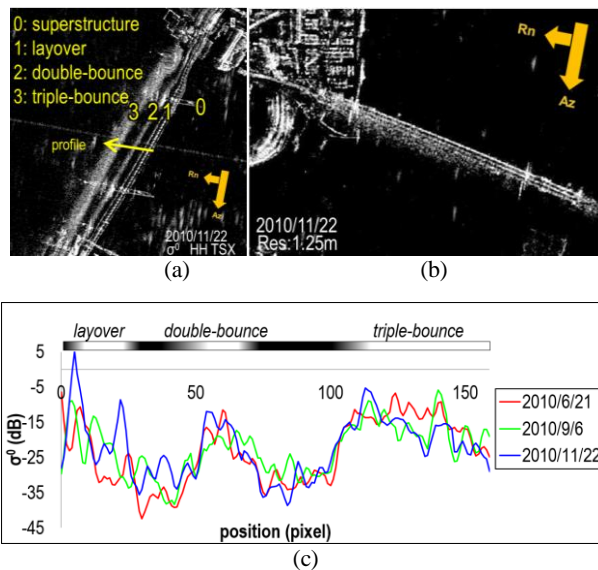 0: superstructure
1: layover
2: double-bounce
3: triple-bounce
3 2 1 0
profile
Rn
Az
2010/11/22
σ⁰ HH TSX
(a)
Rn
Az
2010/11/22
Res:1.25m
(b)
layover double-bounce triple-bounce
5
-5
-15
-25
-35
-45
σ⁰ (dB)
0 50 100 150
position (pixel)
2010/6/21
2010/9/6
2010/11/22
(c)